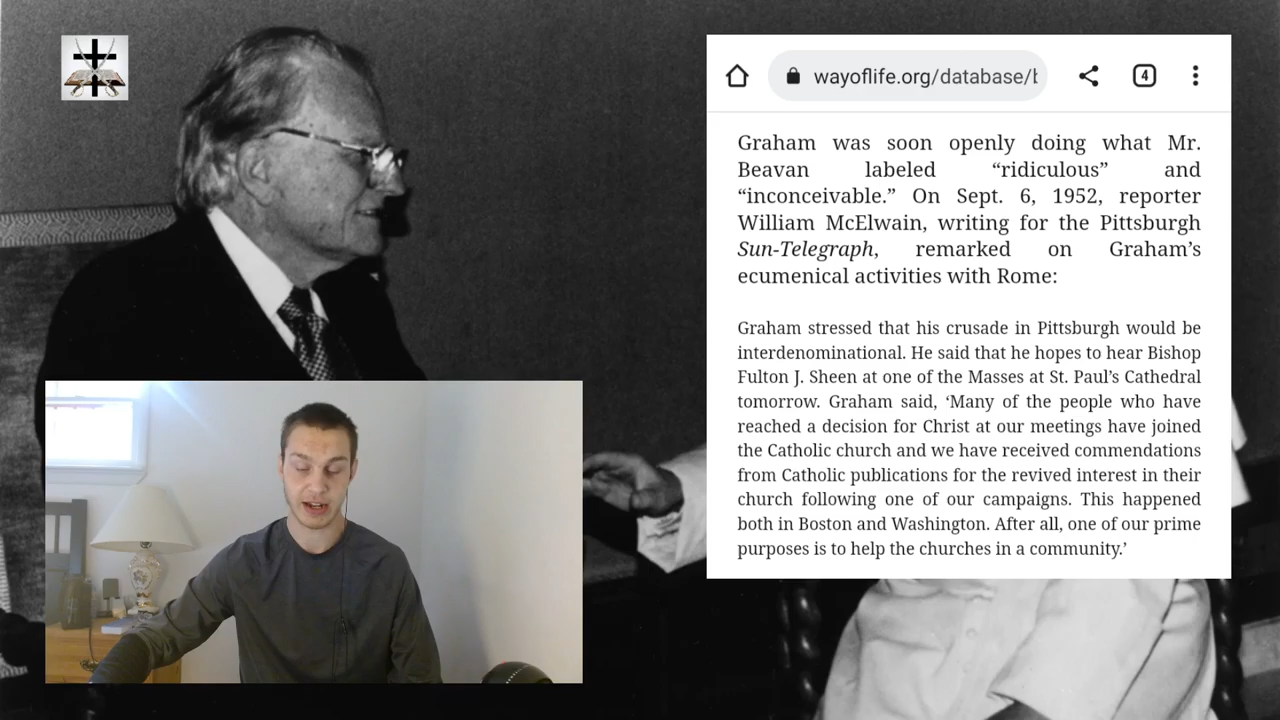 wayoflife.org/database/b
4
Graham was soon openly doing what Mr.
Beavan labeled “ridiculous” and
“inconceivable.” On Sept. 6, 1952, reporter
William McElwain, writing for the Pittsburgh
Sun-Telegraph, remarked on Graham’s
ecumenical activities with Rome:
Graham stressed that his crusade in Pittsburgh would be
interdenominational. He said that he hopes to hear Bishop
Fulton J. Sheen at one of the Masses at St. Paul’s Cathedral
tomorrow. Graham said, ‘Many of the people who have
reached a decision for Christ at our meetings have joined
the Catholic church and we have received commendations
from Catholic publications for the revived interest in their
church following one of our campaigns. This happened
both in Boston and Washington. After all, one of our prime
purposes is to help the churches in a community.’